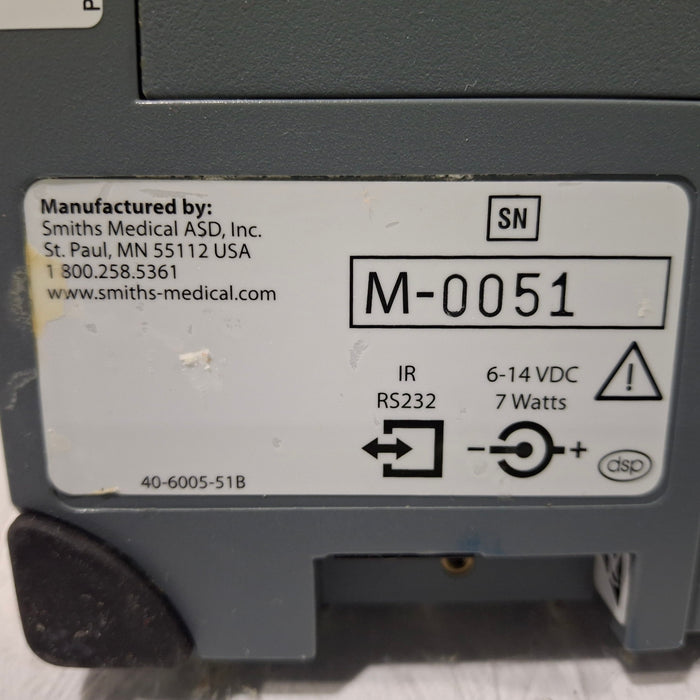 P
Manufactured by:
Smiths Medical ASD, Inc.
St. Paul, MN 55112 USA
1 800.258.5361
www.smiths-medical.com
SN
M-0051
IR
RS232
6-14 VDC
7 Watts
- +
dsp
40-6005-51B